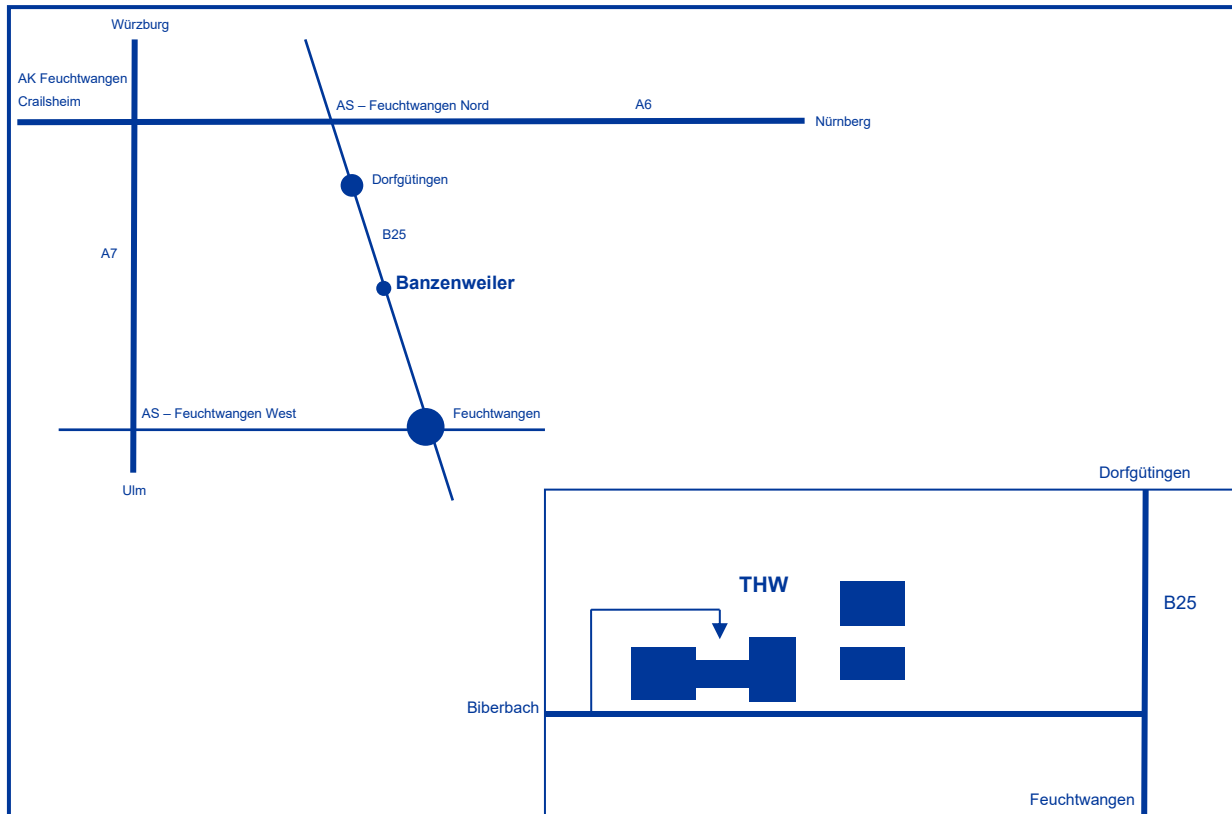 Würzburg
AK Feuchtwangen
Crailsheim
AS – Feuchtwangen Nord
A6
Nürnberg
Dorfgütingen
B25
A7
Banzenweiler
AS – Feuchtwangen West
Feuchtwangen
Ulm
Dorfgütingen
THW
B25
Biberbach
Feuchtwangen